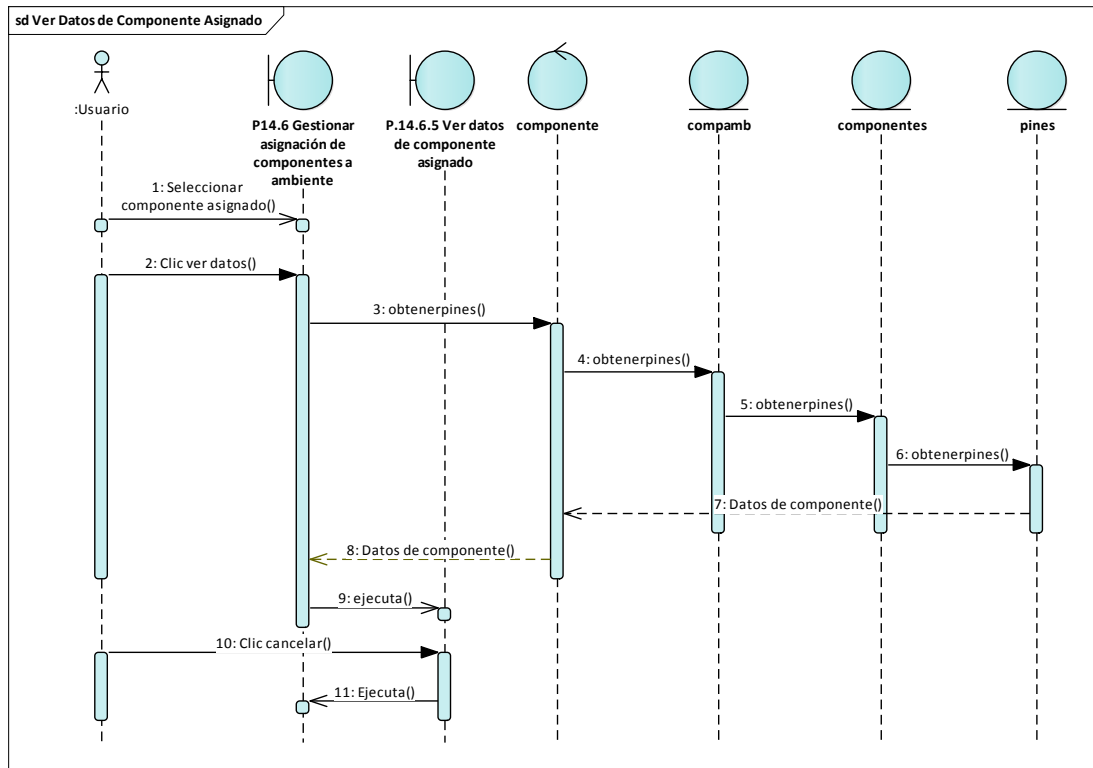 sd Ver Datos de Componente Asignado
:Usuario
P14.6 Gestionar
asignación de
componentes a
ambiente
P.14.6.5 Ver datos
de componente
asignado
componente
compamb
componentes
pines
1: Seleccionar
componente asignado()
2: Clic ver datos()
3: obtenerpines()
4: obtenerpines()
5: obtenerpines()
6: obtenerpines()
7: Datos de componente()
8: Datos de componente()
9: ejecuta()
10: Clic cancelar()
11: Ejecuta()